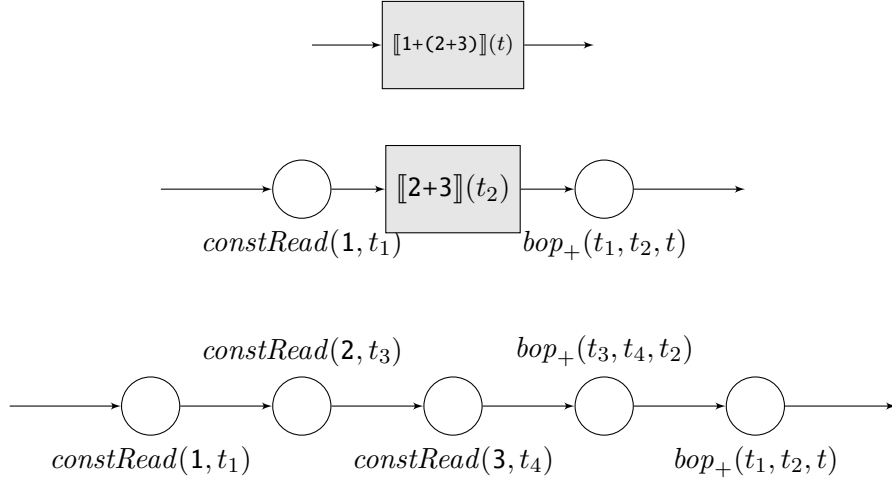 ⟦1+(2+3)⟧(t)
⟦2+3⟧(t₂)
constRead(1, t₁) bop₊(t₁, t₂, t)
constRead(2, t₃) bop₊(t₃, t₄, t₂)
constRead(1, t₁) constRead(3, t₄) bop₊(t₁, t₂, t)